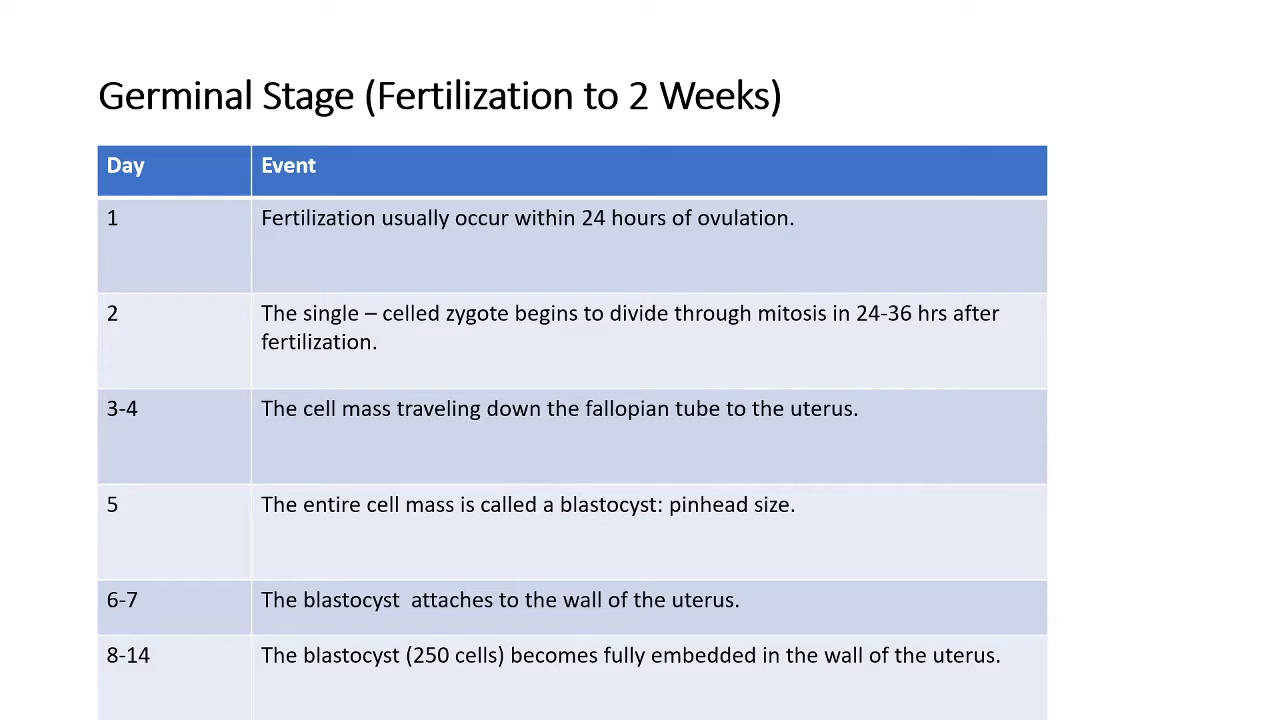 Germinal Stage (Fertilization to 2 Weeks)
Day Event
1 Fertilization usually occur within 24 hours of ovulation.
2 The single – celled zygote begins to divide through mitosis in 24-36 hrs after
fertilization.
3-4 The cell mass traveling down the fallopian tube to the uterus.
5 The entire cell mass is called a blastocyst: pinhead size.
6-7 The blastocyst  attaches to the wall of the uterus.
8-14 The blastocyst (250 cells) becomes fully embedded in the wall of the uterus.